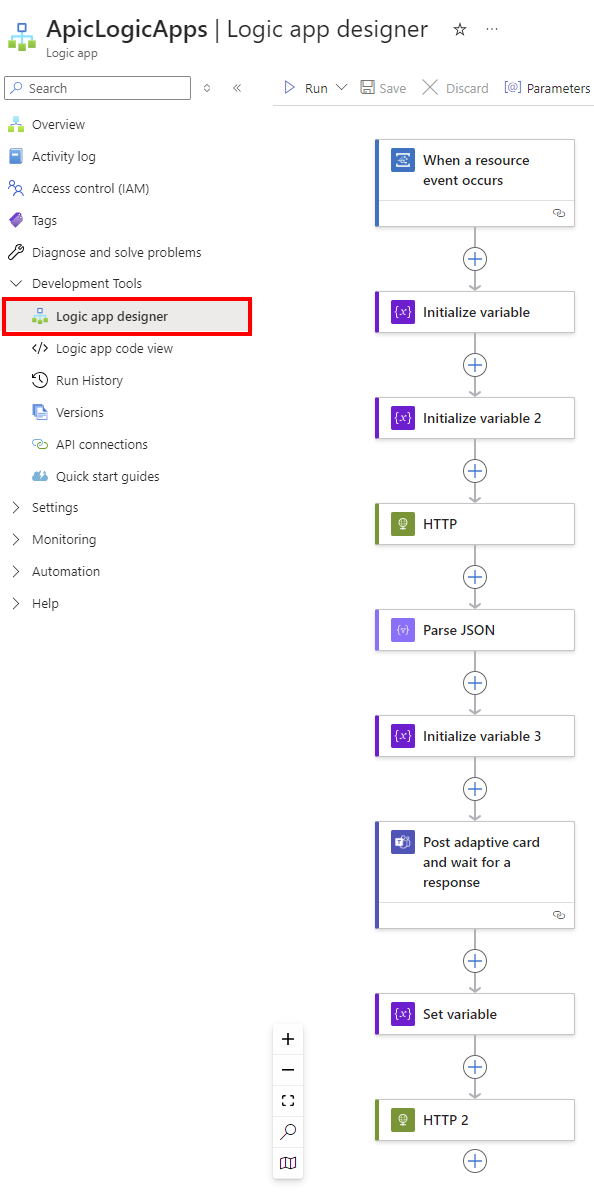 ApicLogicApps | Logic app designer
Logic app
Search
Run
Save
Discard
[@] Parameters
Overview
Activity log
Access control (IAM)
Tags
Diagnose and solve problems
Development Tools
Logic app designer
</> Logic app code view
Run History
Versions
API connections
Quick start guides
Settings
Monitoring
Automation
Help
When a resource
event occurs
{x} Initialize variable
{x} Initialize variable 2
HTTP
Parse JSON
{x} Initialize variable 3
Post adaptive card
and wait for a
response
{x} Set variable
HTTP 2